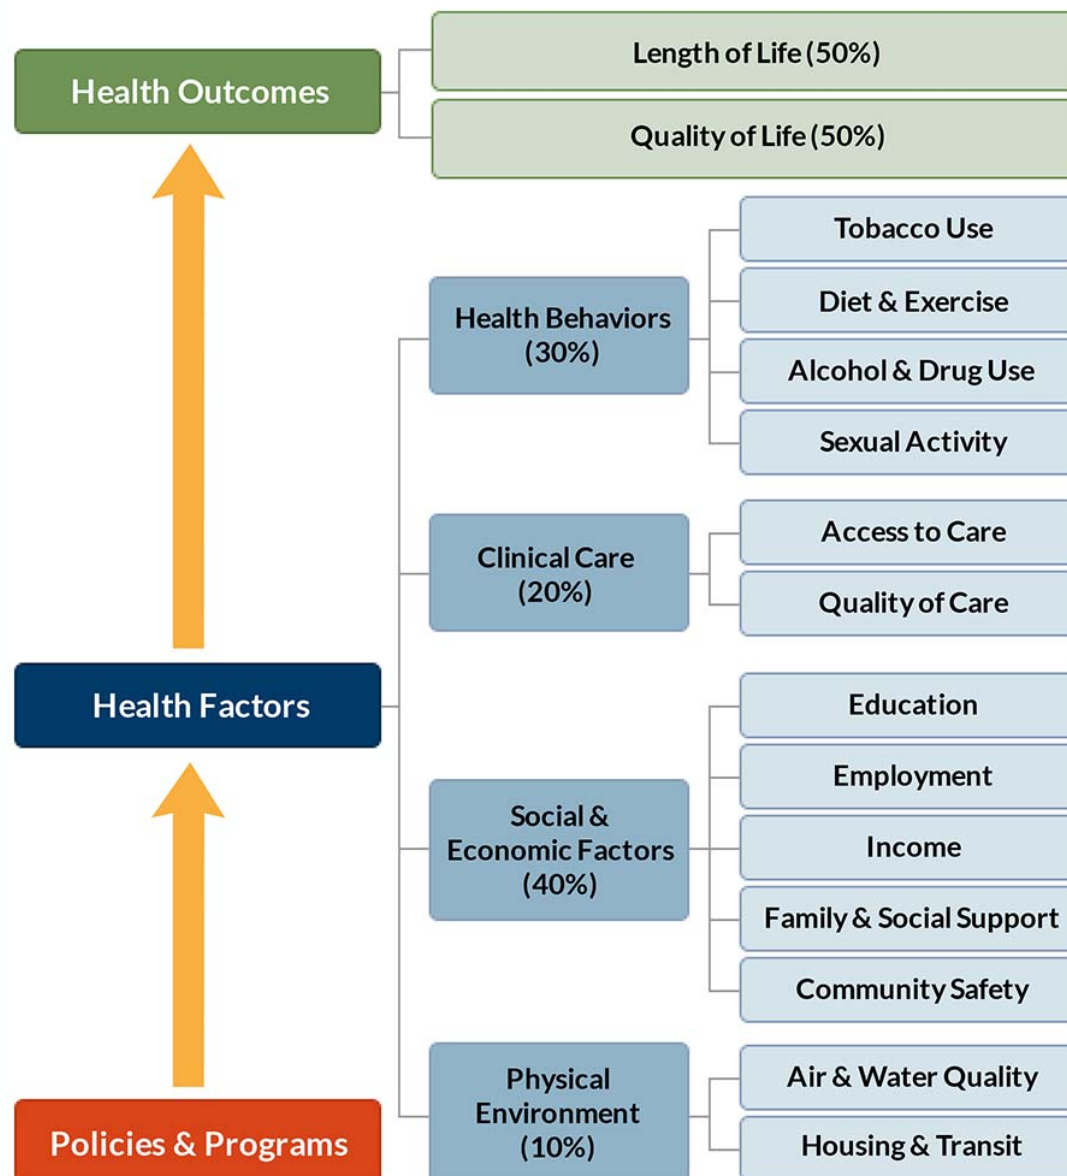 Health Outcomes
Length of Life (50%)
Quality of Life (50%)
Health Factors
Health Behaviors
(30%)
Tobacco Use
Diet & Exercise
Alcohol & Drug Use
Sexual Activity
Clinical Care
(20%)
Access to Care
Quality of Care
Social &
Economic Factors
(40%)
Education
Employment
Income
Family & Social Support
Community Safety
Physical
Environment
(10%)
Air & Water Quality
Housing & Transit
Policies & Programs